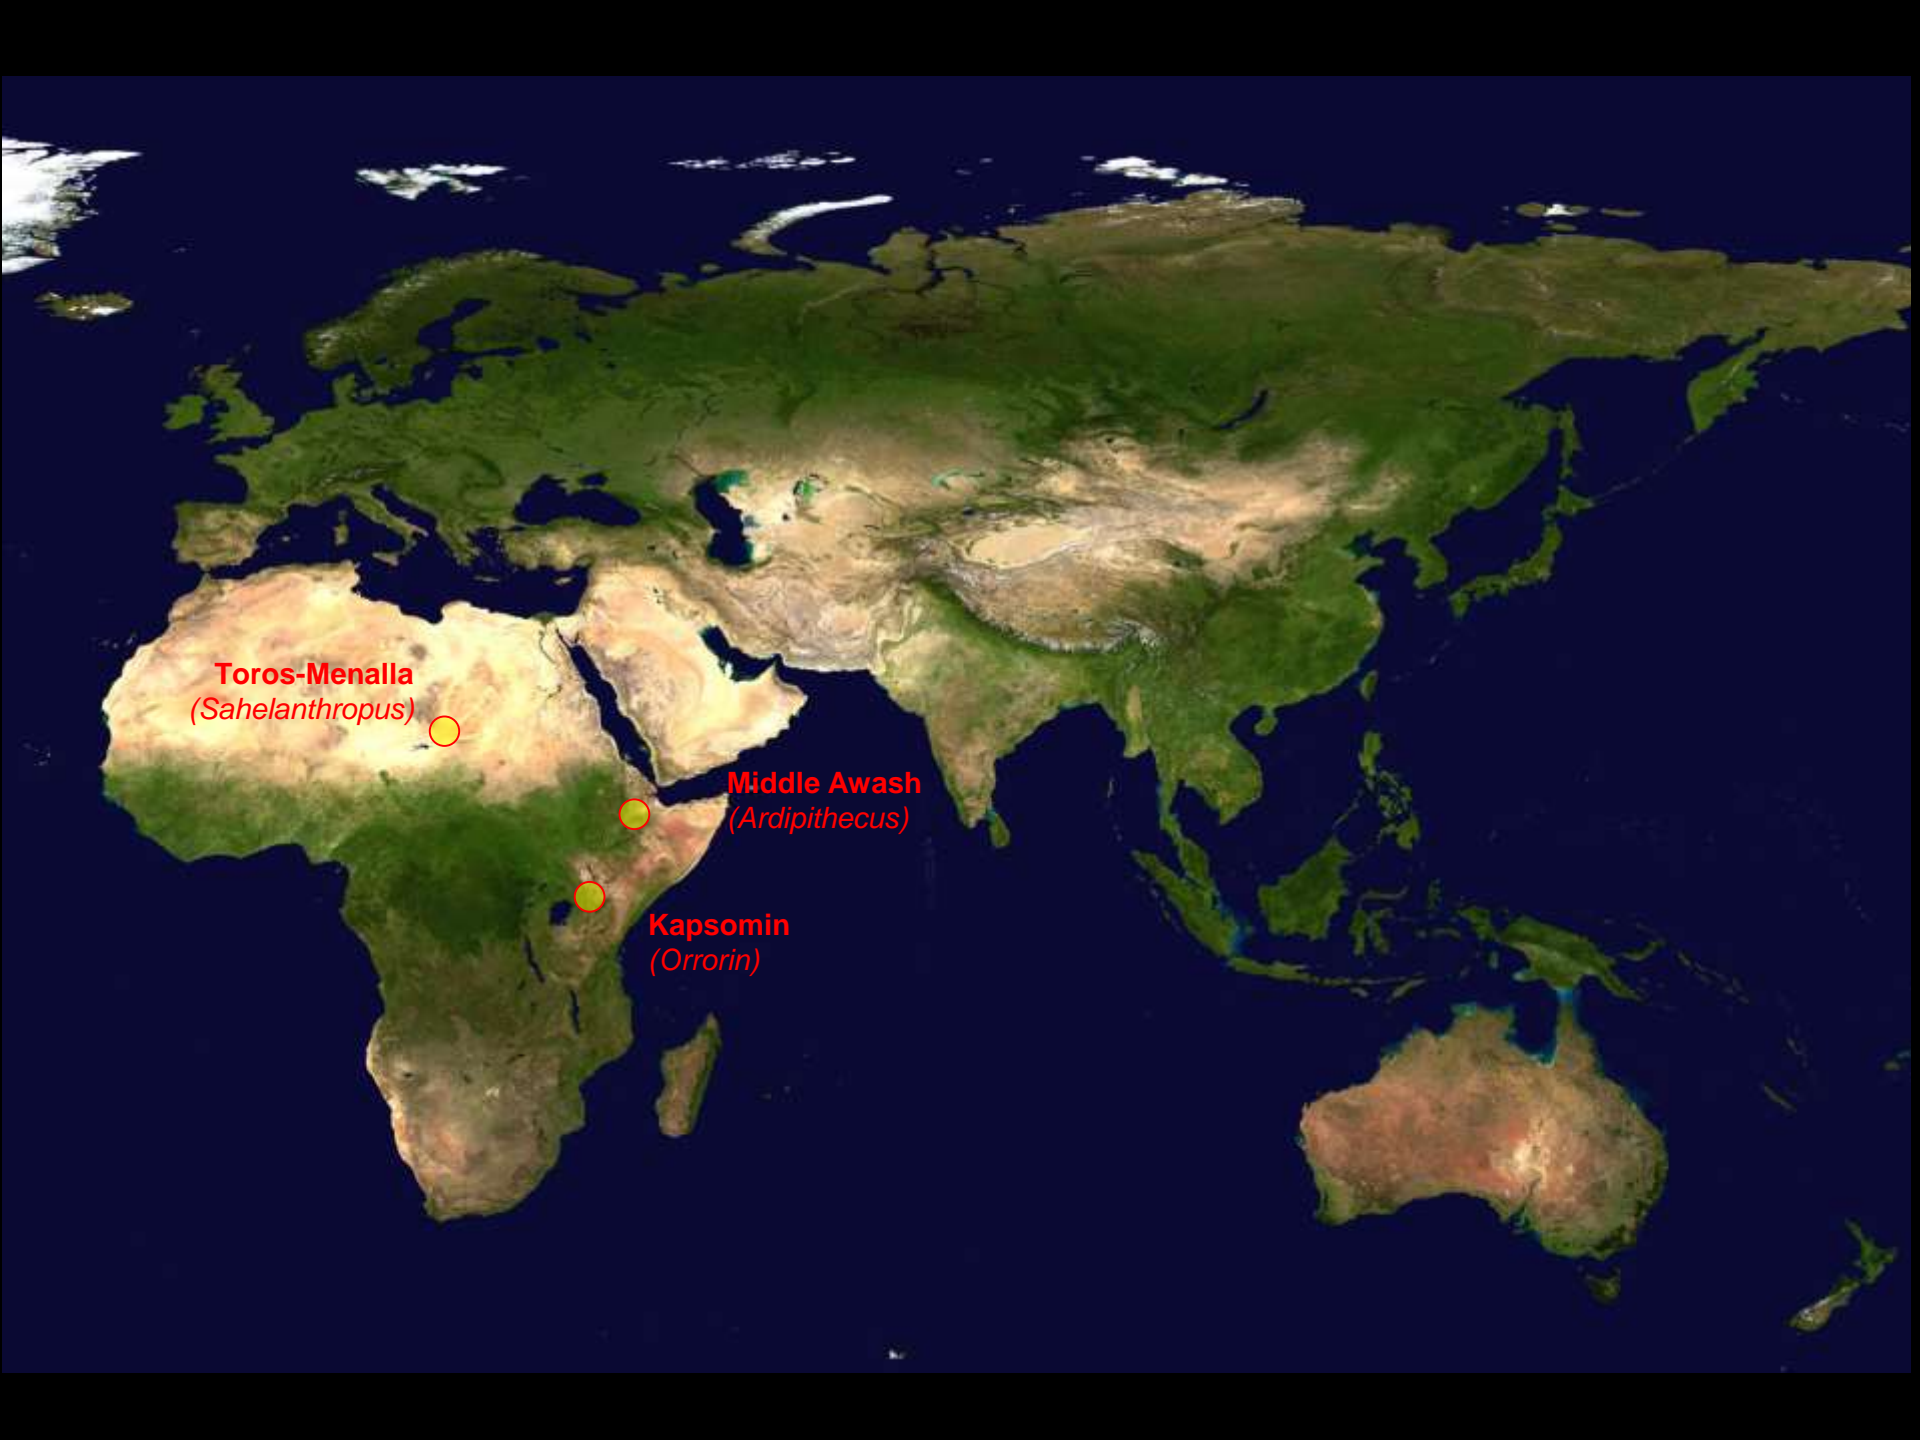 Toros-Menalla
(Sahelanthropus)
Middle Awash
(Ardipithecus)
Kapsomin
(Orrorin)